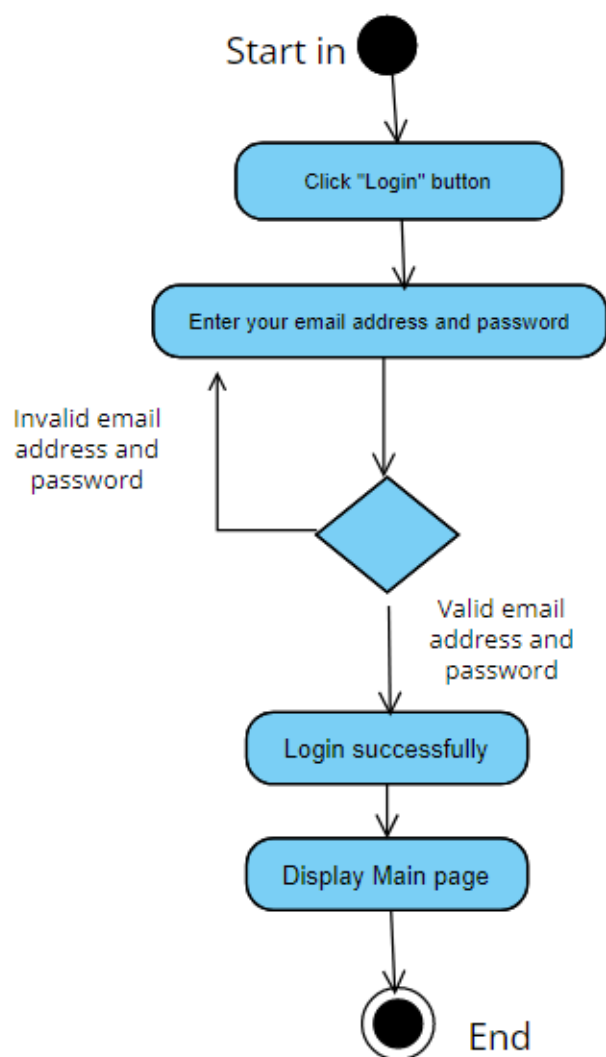 Start in
Click "Login" button
Enter your email address and password
Invalid email
address and
password
Valid email
address and
password
Login successfully
Display Main page
End